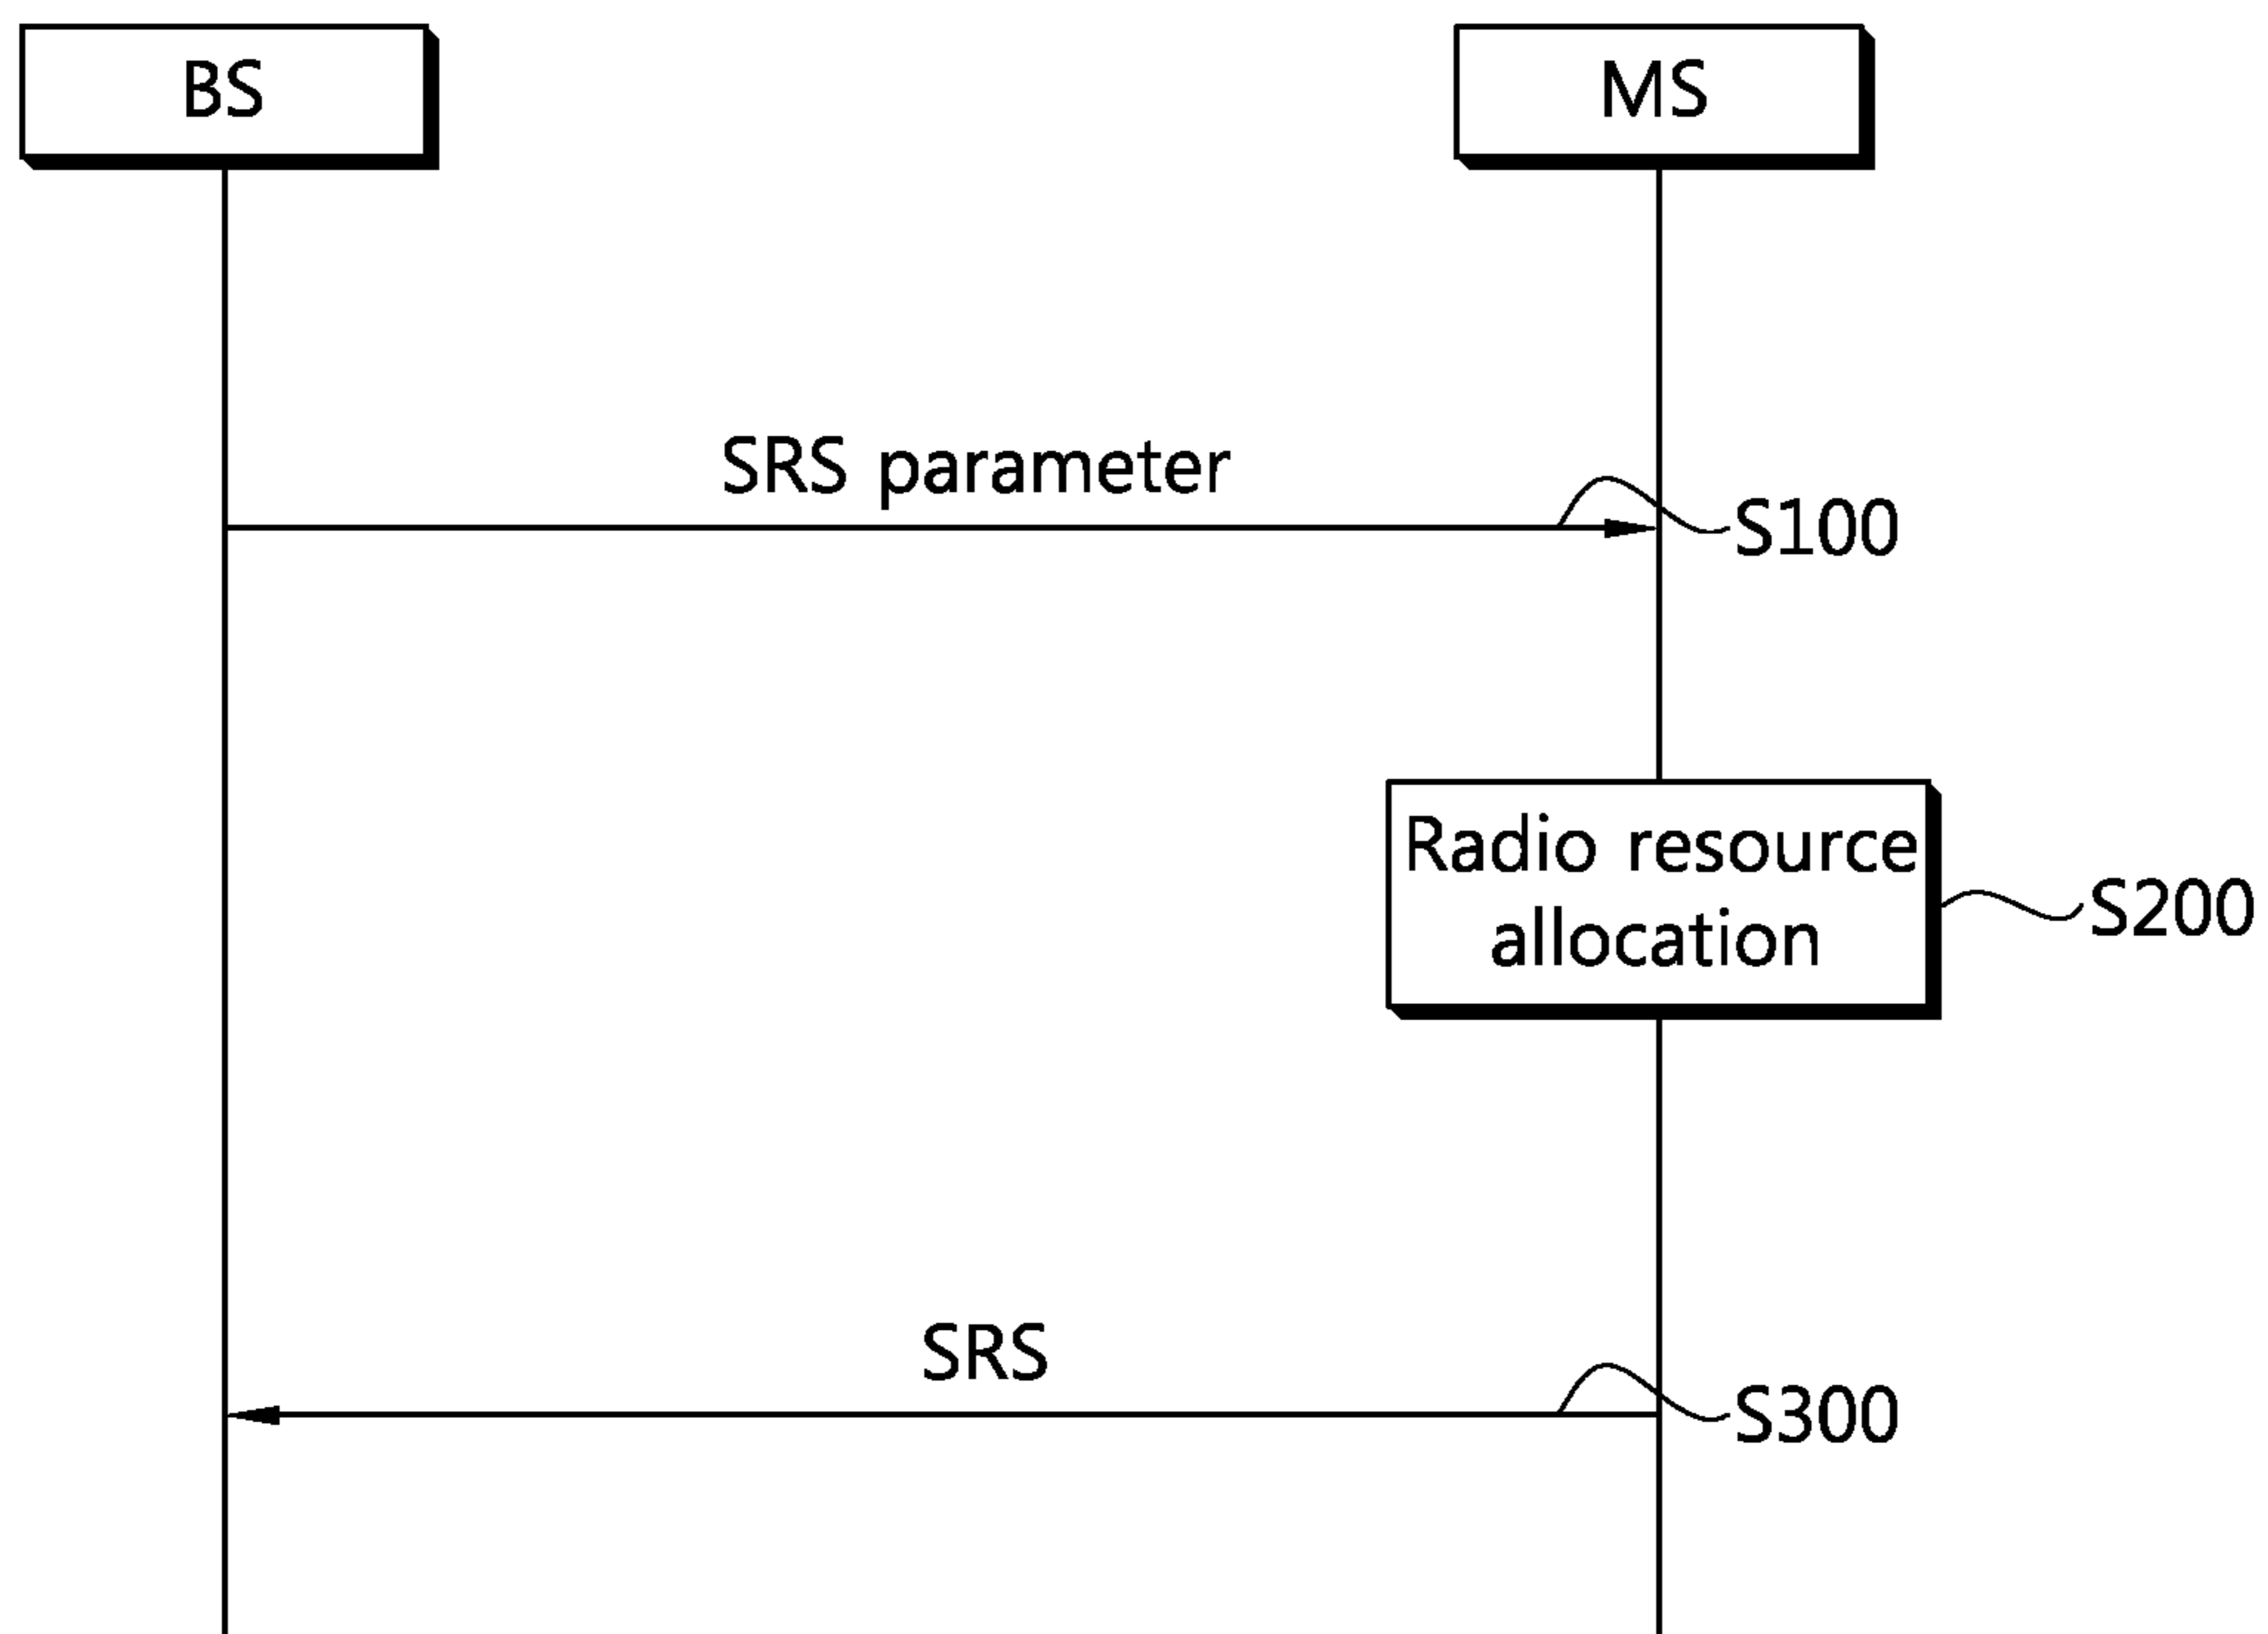 BS
MS
SRS parameter
S100
Radio resource
allocation
S200
SRS
S300